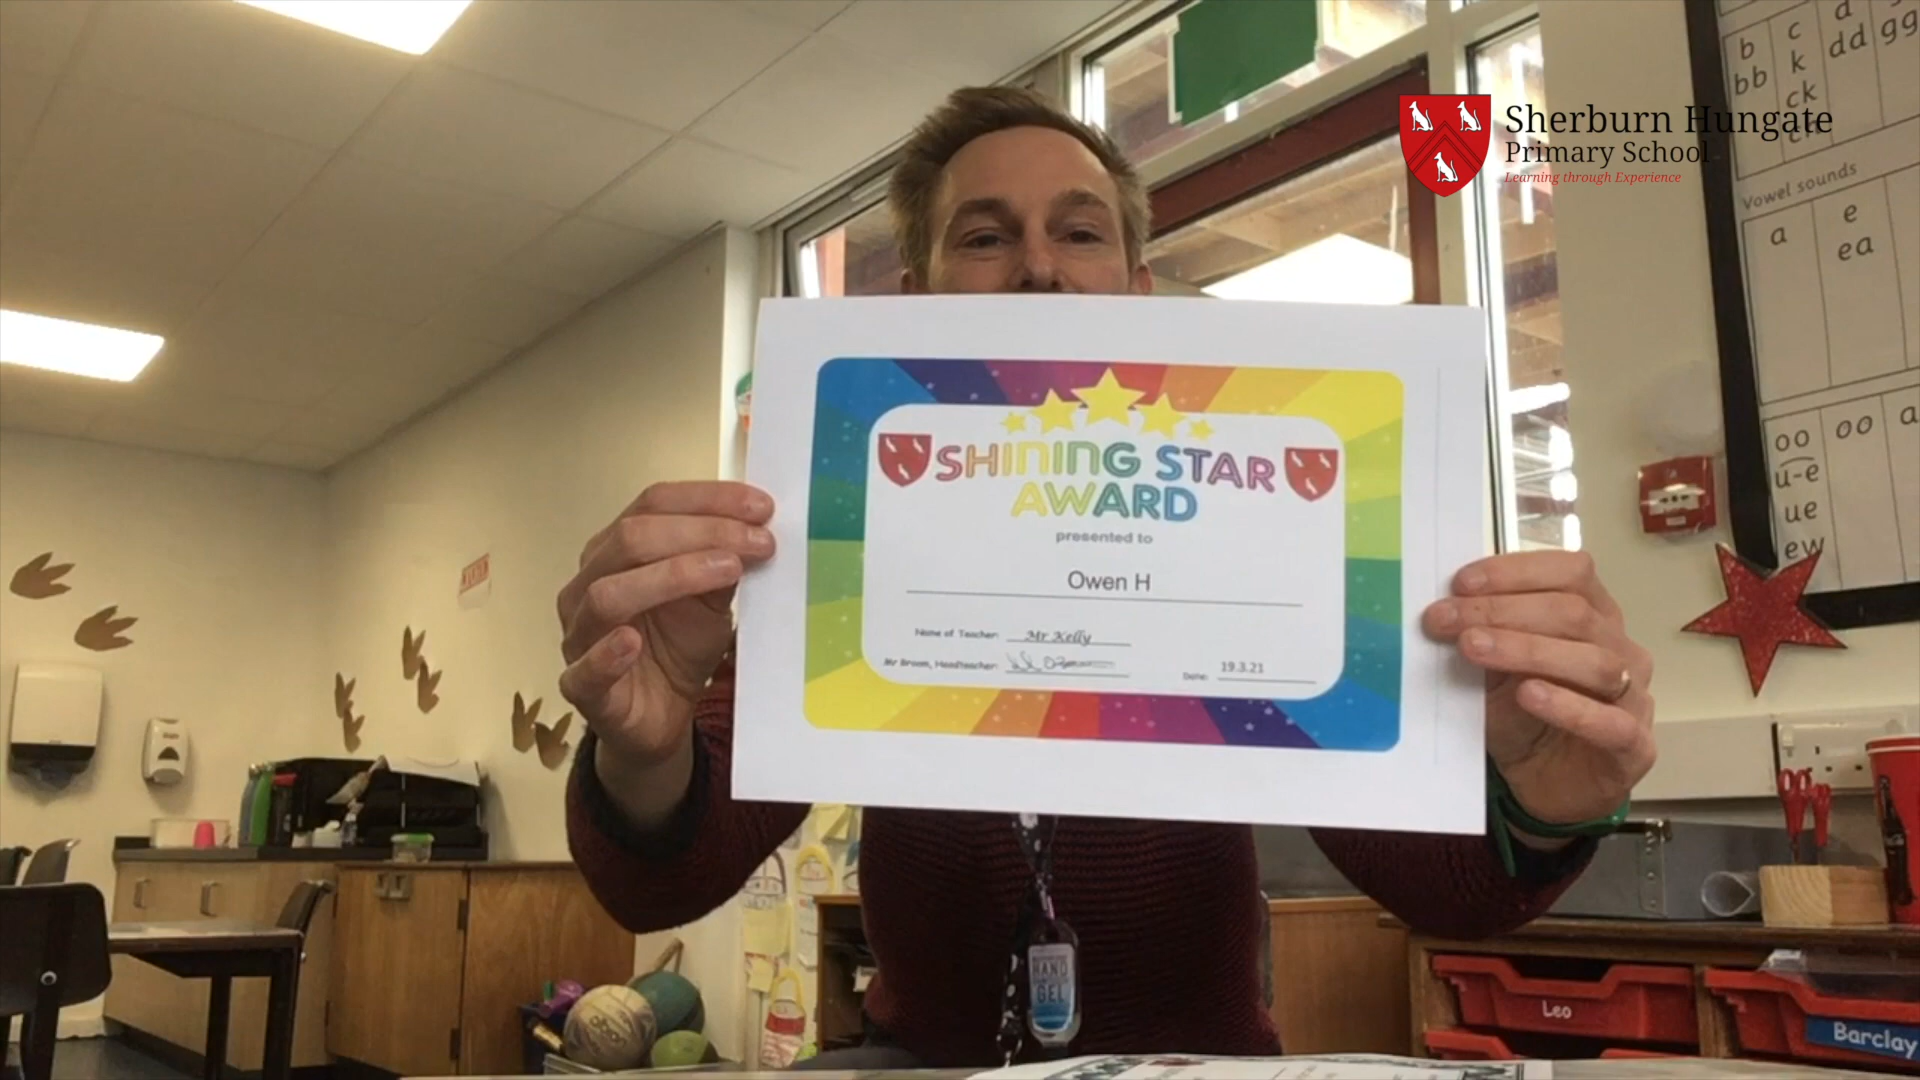 Sherburn Hungate
Primary School
Learning through Experience
b
bb
c
k
ck
ch
d
dd
gg
Vowel sounds
a
e
ea
oo
u-e
ue
ew
oo
a
SHINING STAR
AWARD
presented to
Owen H
Name of Teacher: Mr Kelly
Mr Broom, Headteacher:
Date: 19.3.21
HAND
GEL
Leo
Barclay